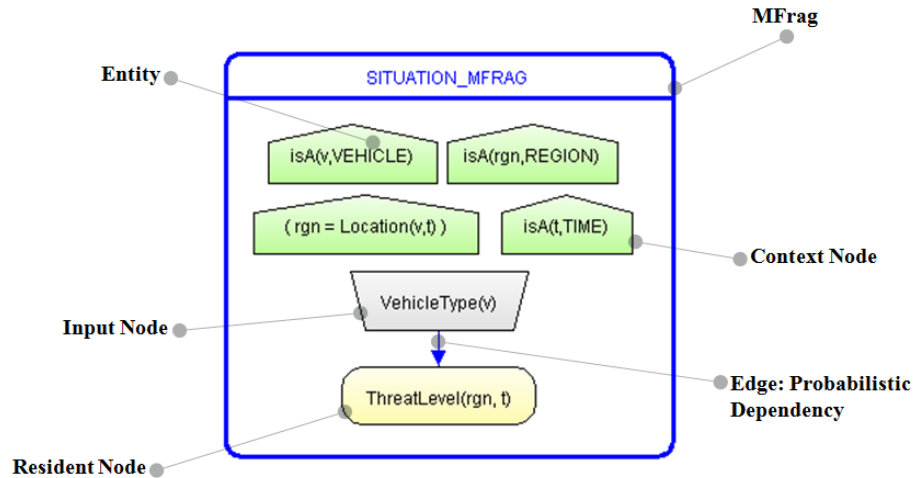 MFrag
Entity
SITUATION_MFRAG
isA(v,VEHICLE)
isA(rgn,REGION)
( rgn = Location(v,t) )
isA(t,TIME)
Context Node
VehicleType(v)
Input Node
Edge: Probabilistic
Dependency
ThreatLevel(rgn, t)
Resident Node